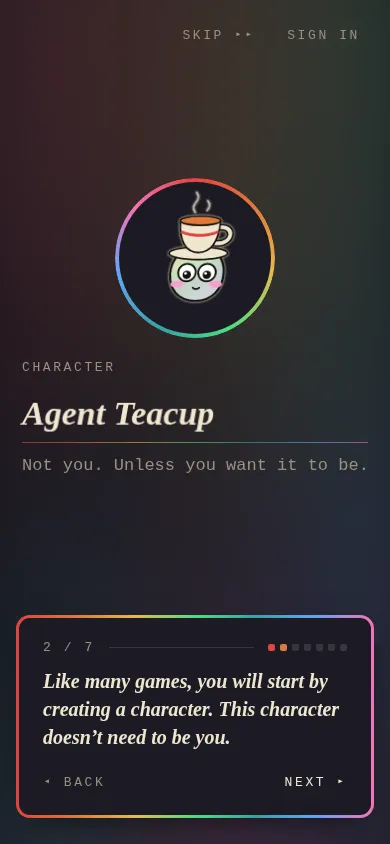 SKIP ▸▸ SIGN IN
CHARACTER
Agent Teacup
Not you. Unless you want it to be.
2 / 7
Like many games, you will start by
creating a character. This character
doesn’t need to be you.
◂ BACK NEXT ▸